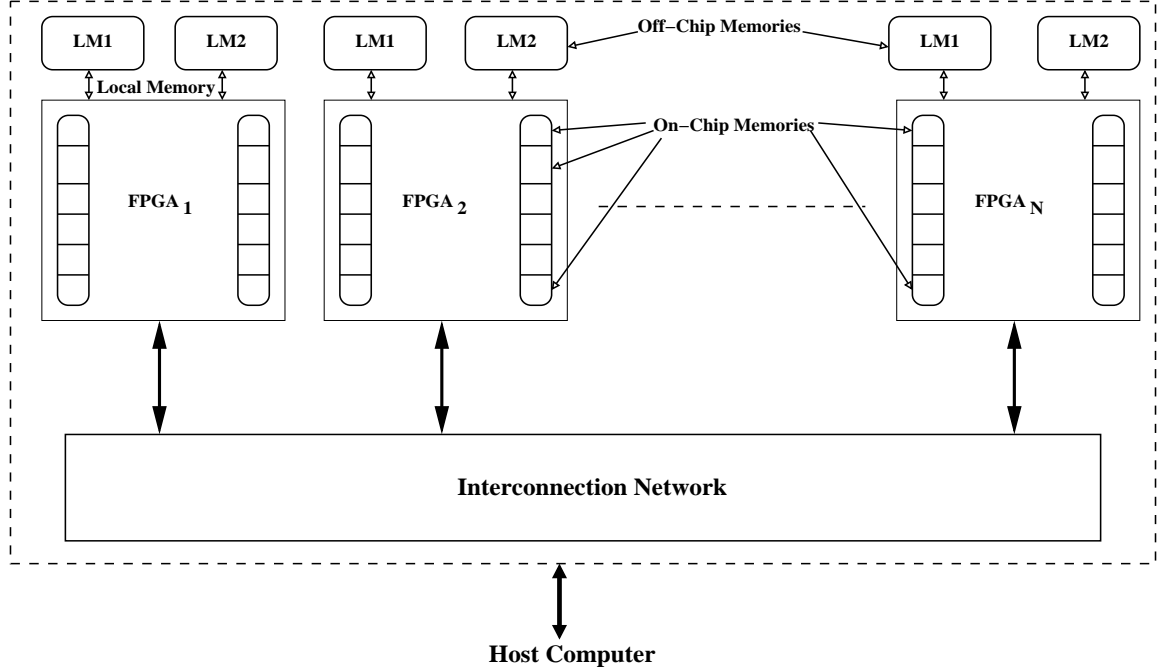 LM1 LM2 LM1 LM2 Off−Chip Memories LM1 LM2
Local Memory
On−Chip Memories
FPGA 1 FPGA 2 FPGA N
Interconnection Network
Host Computer